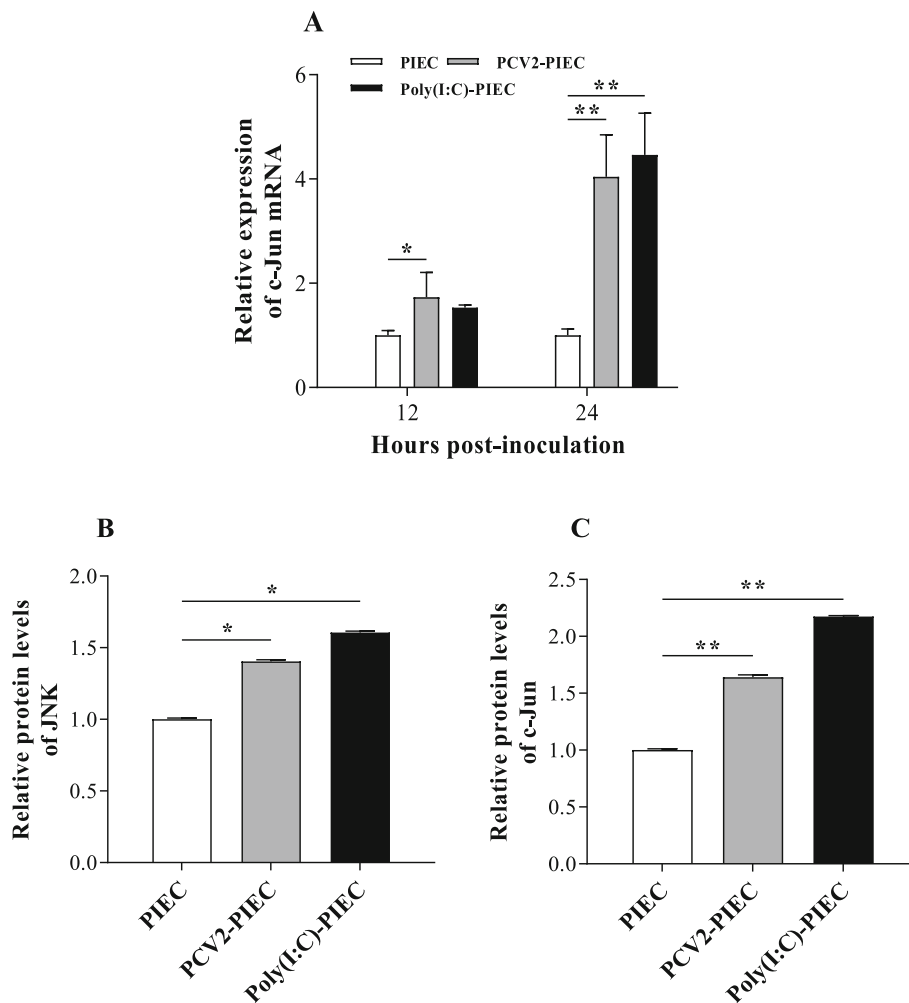 A
PIEC
PCV2-PIEC
Poly(I:C)-PIEC
Relative expression
of c-Jun mRNA
6
4
2
0
*
**
**
12
24
Hours post-inoculation
B
Relative protein levels
of JNK
2.0
1.5
1.0
0.5
0.0
*
*
PIEC
PCV2-PIEC
Poly(I:C)-PIEC
C
Relative protein levels
of c-Jun
2.5
2.0
1.5
1.0
0.5
0.0
**
**
PIEC
PCV2-PIEC
Poly(I:C)-PIEC